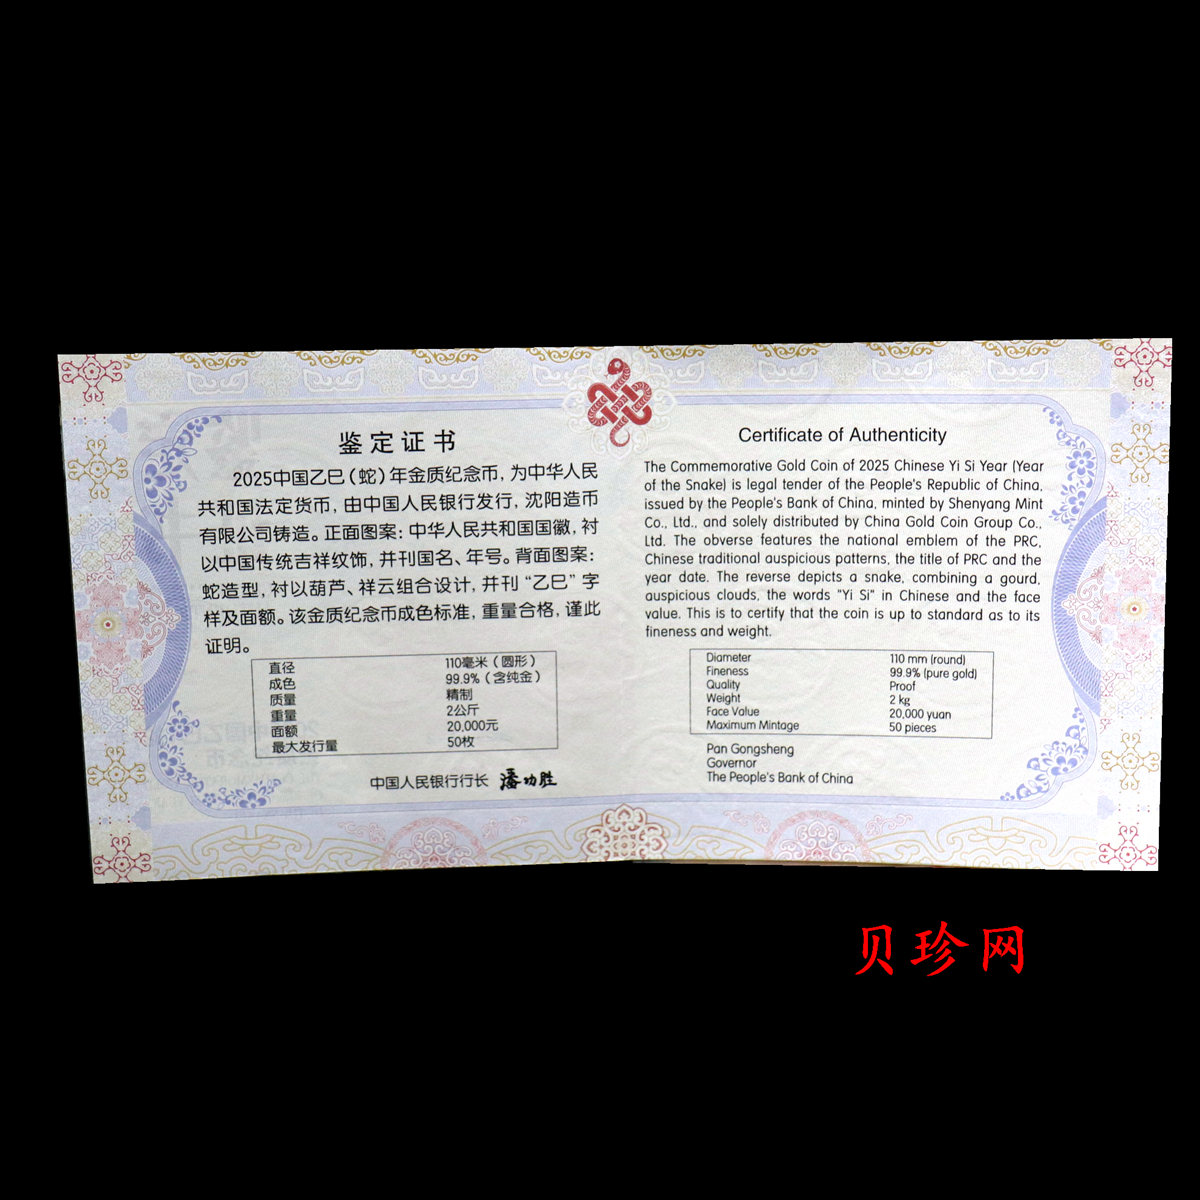 鉴定证书
2025中国乙巳（蛇）年金质纪念币，为中华人民
共和国法定货币，由中国人民银行发行，沈阳造币
有限公司铸造。正面图案：中华人民共和国国徽，衬
以中国传统吉祥纹饰，并刊国名、年号。背面图案：
蛇造型，衬以葫芦、祥云组合设计，并刊“乙巳”字
样及面额。该金质纪念币成色标准，重量合格，谨此
证明。
直径 110毫米（圆形）
成色 99.9%（含纯金）
质量 精制
重量 2公斤
面额 20,000元
最大发行量 50枚
中国人民银行行长 潘功胜
Certificate of Authenticity
The Commemorative Gold Coin of 2025 Chinese Yi Si Year (Year
of the Snake) is legal tender of the People's Republic of China,
issued by the People's Bank of China, minted by Shenyang Mint
Co., Ltd., and solely distributed by China Gold Coin Group Co.,
Ltd. The obverse features the national emblem of the PRC,
Chinese traditional auspicious patterns, the title of PRC and the
year date. The reverse depicts a snake, combining a gourd,
auspicious clouds, the words "Yi Si" in Chinese and the face
value. This is to certify that the coin is up to standard as to its
fineness and weight.
Diameter 110 mm (round)
Fineness 99.9% (pure gold)
Quality Proof
Weight 2 kg
Face Value 20,000 yuan
Maximum Mintage 50 pieces
Pan Gongsheng
Governor
The People's Bank of China
贝珍网